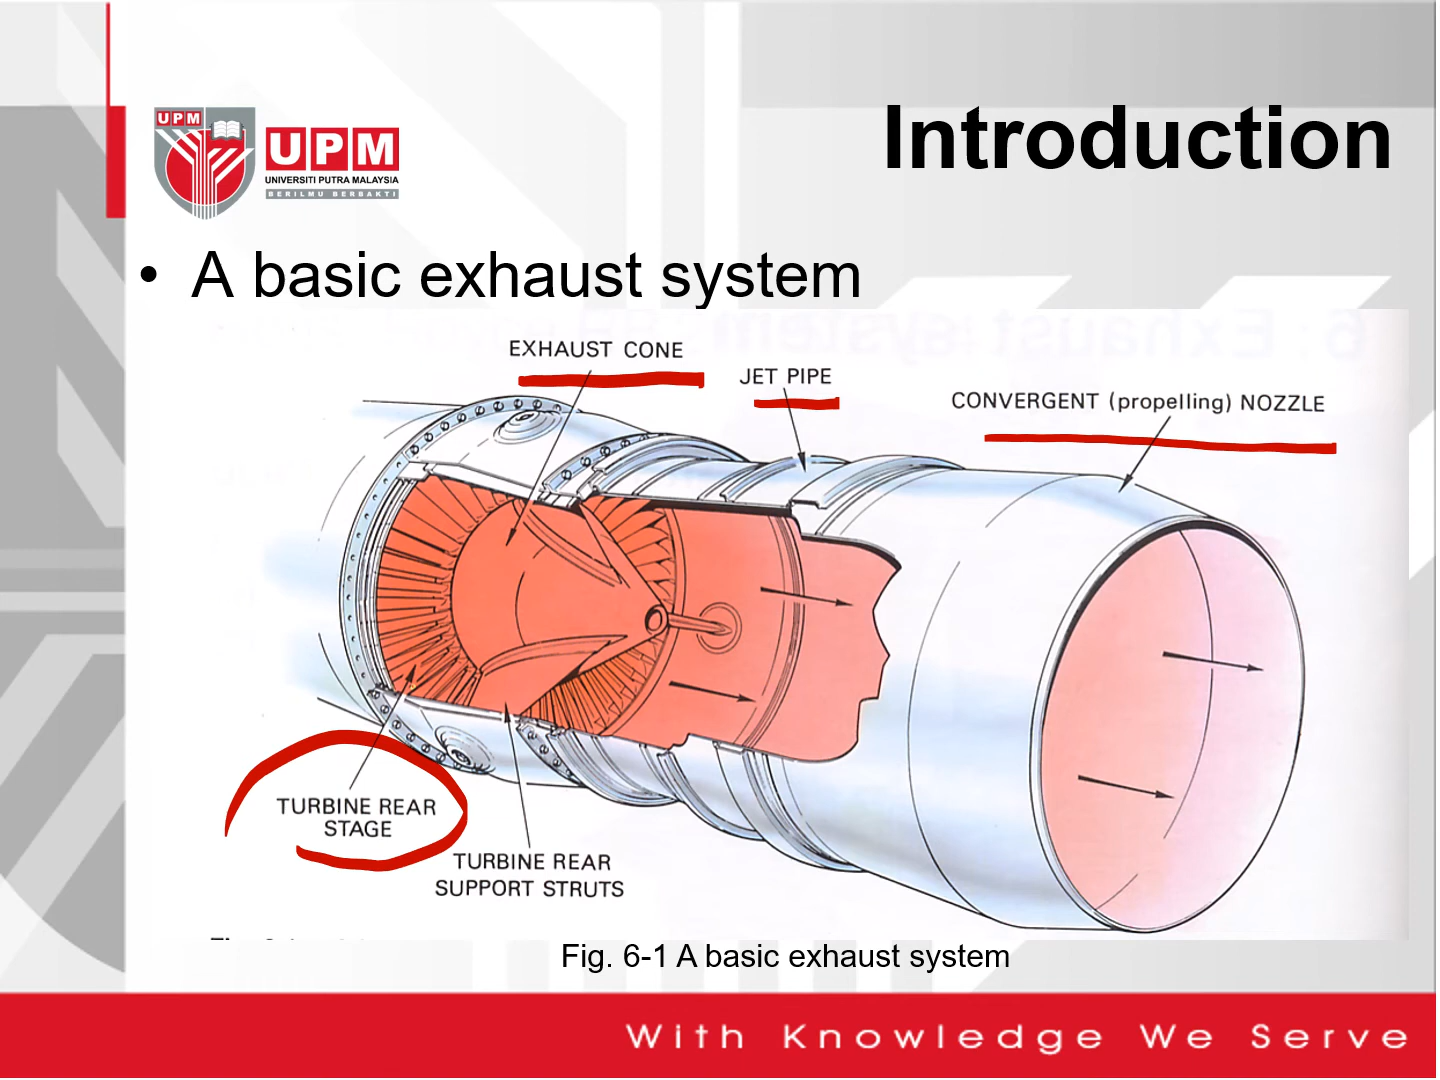 UPM
UPM
UNIVERSITI PUTRA MALAYSIA
BERILMU BERBAKTI
Introduction
• A basic exhaust system
EXHAUST CONE
JET PIPE
CONVERGENT (propelling) NOZZLE
TURBINE REAR
STAGE
TURBINE REAR
SUPPORT STRUTS
Fig. 6-1 A basic exhaust system
With Knowledge We Serve